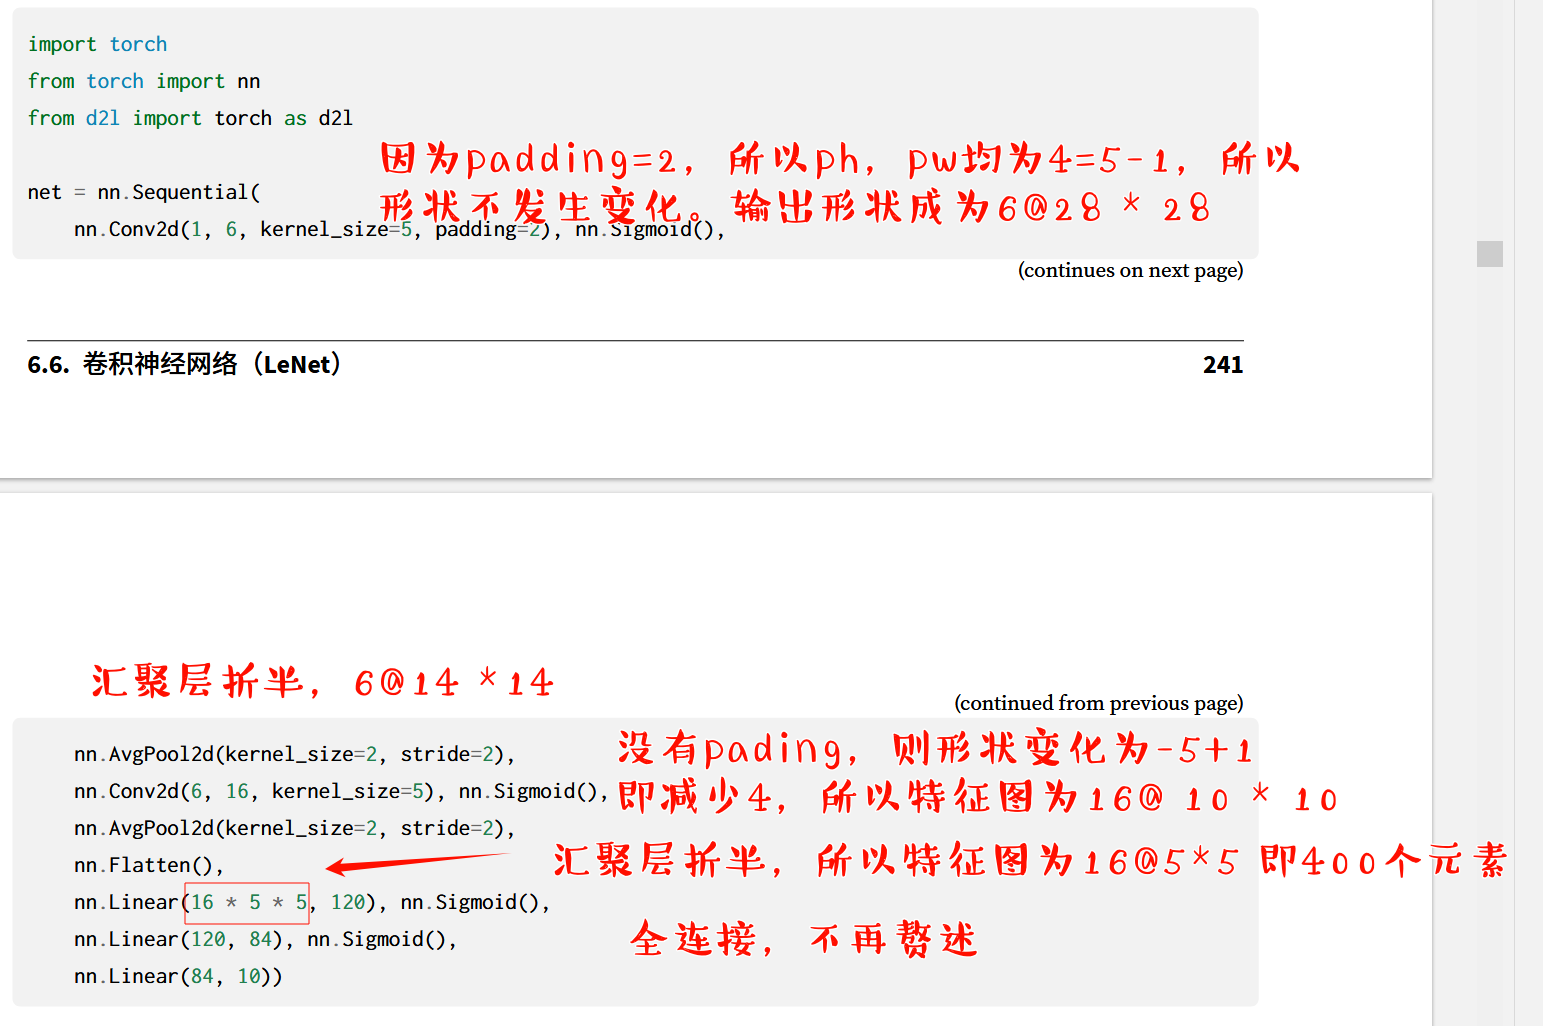 import torch
from torch import nn
from d2l import torch as d2l
因为padding=2, 所以ph, pw均为4=5-1, 所以
形状不发生变化。输出形状成为6@28 * 28
net = nn.Sequential(
nn.Conv2d(1, 6, kernel_size=5, padding=2), nn.Sigmoid(),
(continues on next page)
6.6. 卷积神经网络（LeNet） 241
汇聚层折半, 6@14 *14
(continued from previous page)
nn.AvgPool2d(kernel_size=2, stride=2),
没有pading, 则形状变化为-5+1
nn.Conv2d(6, 16, kernel_size=5), nn.Sigmoid(),
即减少4, 所以特征图为16@ 10 * 10
nn.AvgPool2d(kernel_size=2, stride=2),
nn.Flatten(),
汇聚层折半, 所以特征图为16@5*5 即400个元素
nn.Linear(16 * 5 * 5, 120), nn.Sigmoid(),
nn.Linear(120, 84), nn.Sigmoid(),
全连接, 不再赘述
nn.Linear(84, 10))